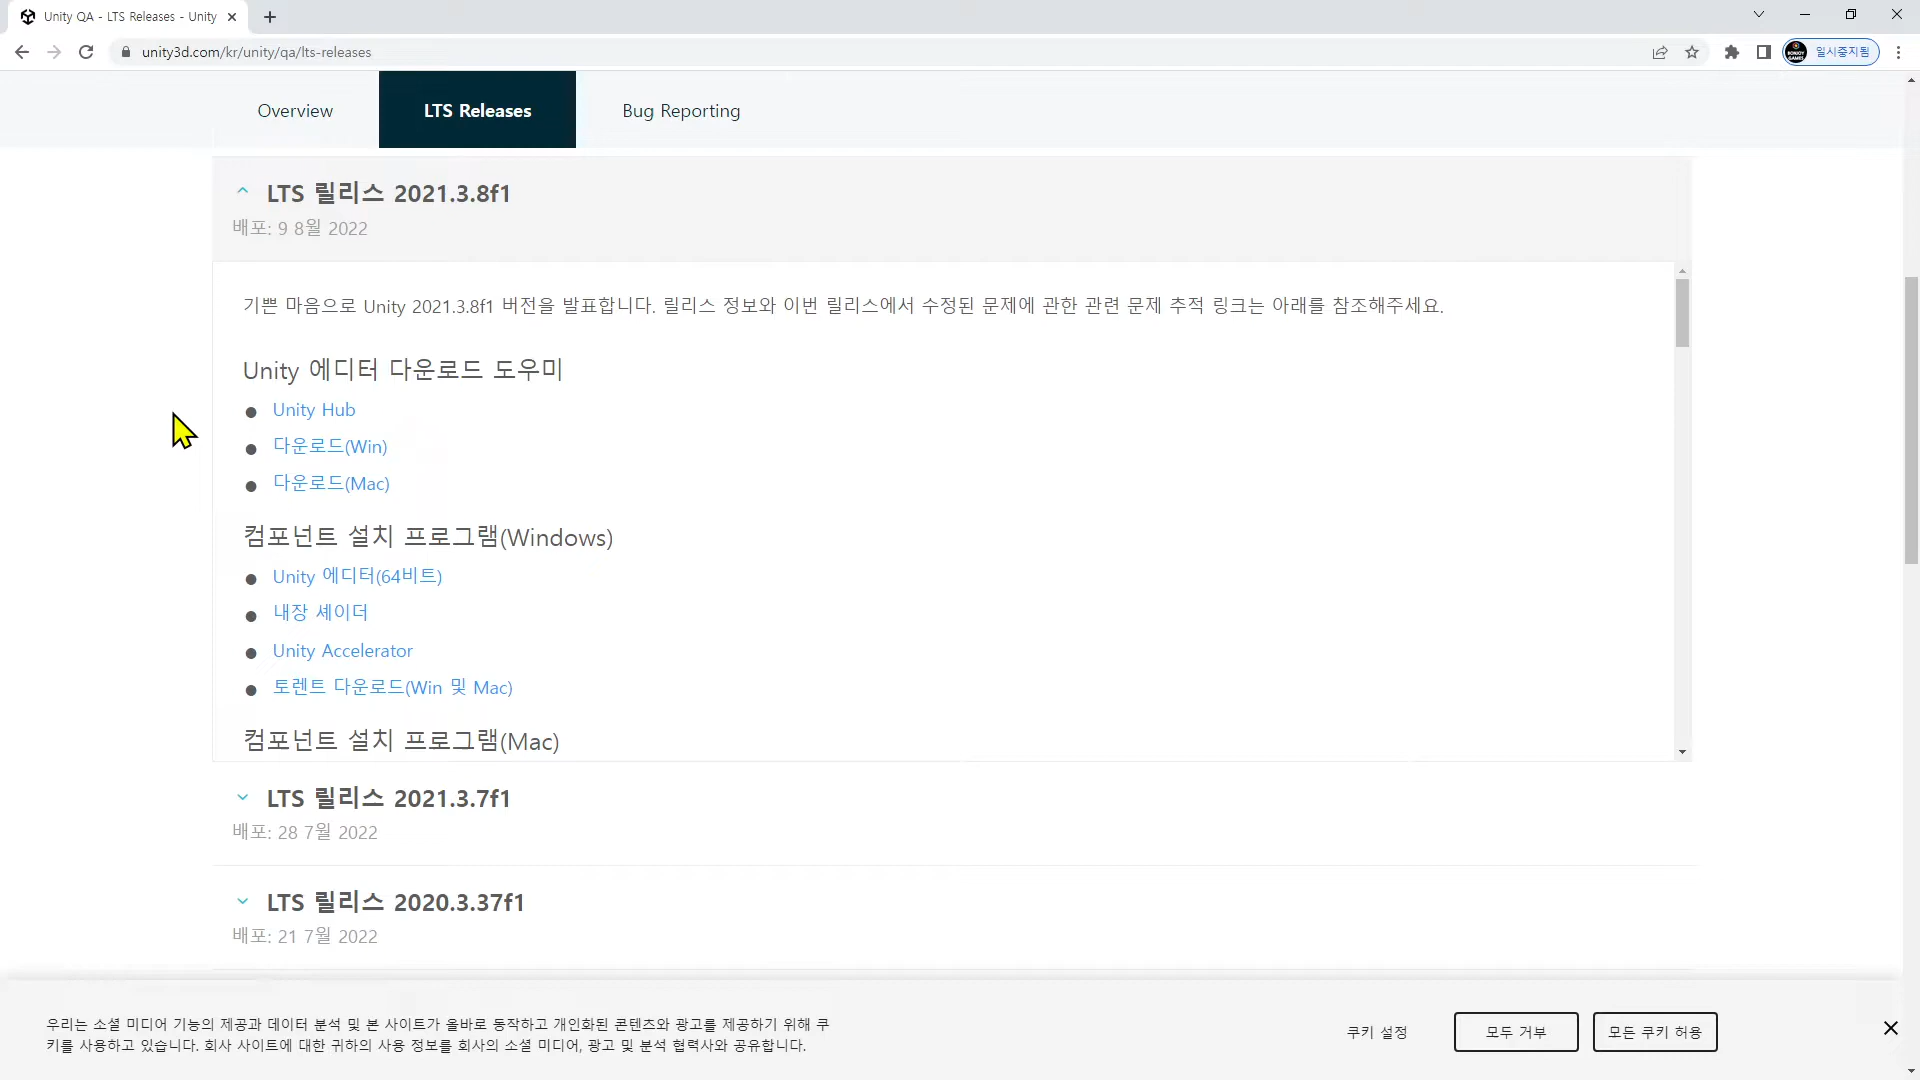 Unity QA - LTS Releases - Unity
unity3d.com/kr/unity/qa/lts-releases
일시중지됨
Overview
LTS Releases
Bug Reporting
LTS 릴리스 2021.3.8f1
배포: 9 8월 2022
기쁜 마음으로 Unity 2021.3.8f1 버전을 발표합니다. 릴리스 정보와 이번 릴리스에서 수정된 문제에 관한 관련 문제 추적 링크는 아래를 참조해주세요.
Unity 에디터 다운로드 도우미
Unity Hub
다운로드(Win)
다운로드(Mac)
컴포넌트 설치 프로그램(Windows)
Unity 에디터(64비트)
내장 셰이더
Unity Accelerator
토렌트 다운로드(Win 및 Mac)
컴포넌트 설치 프로그램(Mac)
LTS 릴리스 2021.3.7f1
배포: 28 7월 2022
LTS 릴리스 2020.3.37f1
배포: 21 7월 2022
우리는 소셜 미디어 기능의 제공과 데이터 분석 및 본 사이트가 올바로 동작하고 개인화된 콘텐츠와 광고를 제공하기 위해 쿠
키를 사용하고 있습니다. 회사 사이트에 대한 귀하의 사용 정보를 회사의 소셜 미디어, 광고 및 분석 협력사와 공유합니다.
쿠키 설정
모두 거부
모든 쿠키 허용